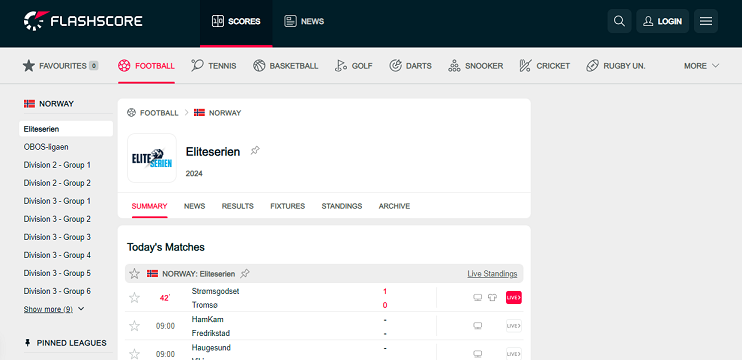 FLASHSCORE
SCORES
NEWS
LOGIN
FAVOURITES 0
FOOTBALL
TENNIS
BASKETBALL
GOLF
DARTS
SNOOKER
CRICKET
RUGBY UN.
MORE
NORWAY
Eliteserien
OBOS-ligaen
Division 2 - Group 1
Division 2 - Group 2
Division 3 - Group 1
Division 3 - Group 2
Division 3 - Group 3
Division 3 - Group 4
Division 3 - Group 5
Division 3 - Group 6
Show more (9)
PINNED LEAGUES
FOOTBALL
NORWAY
ELITE
SERIEN
Eliteserien
2024
SUMMARY
NEWS
RESULTS
FIXTURES
STANDINGS
ARCHIVE
Today's Matches
NORWAY: Eliteserien
Live Standings
42'
Strømsgodset 1
Tromsø 0
LIVE
09:00
HamKam -
Fredrikstad -
LIVE
09:00
Haugesund -
LIVE